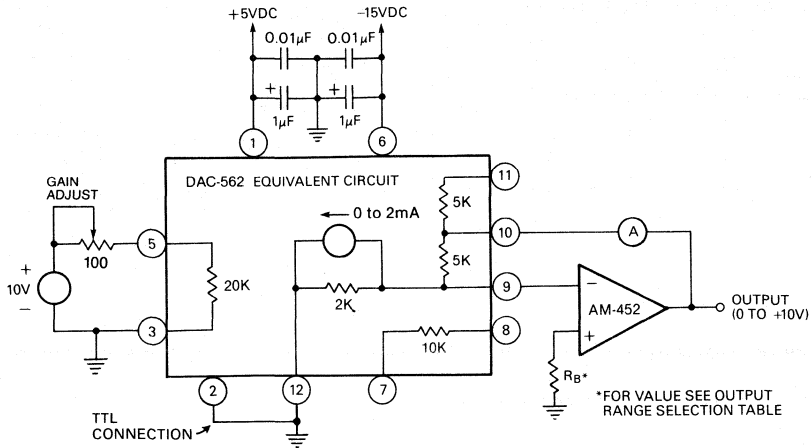 +5VDC
–15VDC
0.01µF
0.01µF
+
+
1µF
1µF
1
6
DAC-562 EQUIVALENT CIRCUIT
11
GAIN
ADJUST
0 to 2mA
5K
5
10
A
100
5K
+
10V
–
20K
2K
9
–
AM-452
+
OUTPUT
(0 TO +10V)
3
10K
8
RB*
2
12
7
*FOR VALUE SEE OUTPUT
RANGE SELECTION TABLE
TTL
CONNECTION